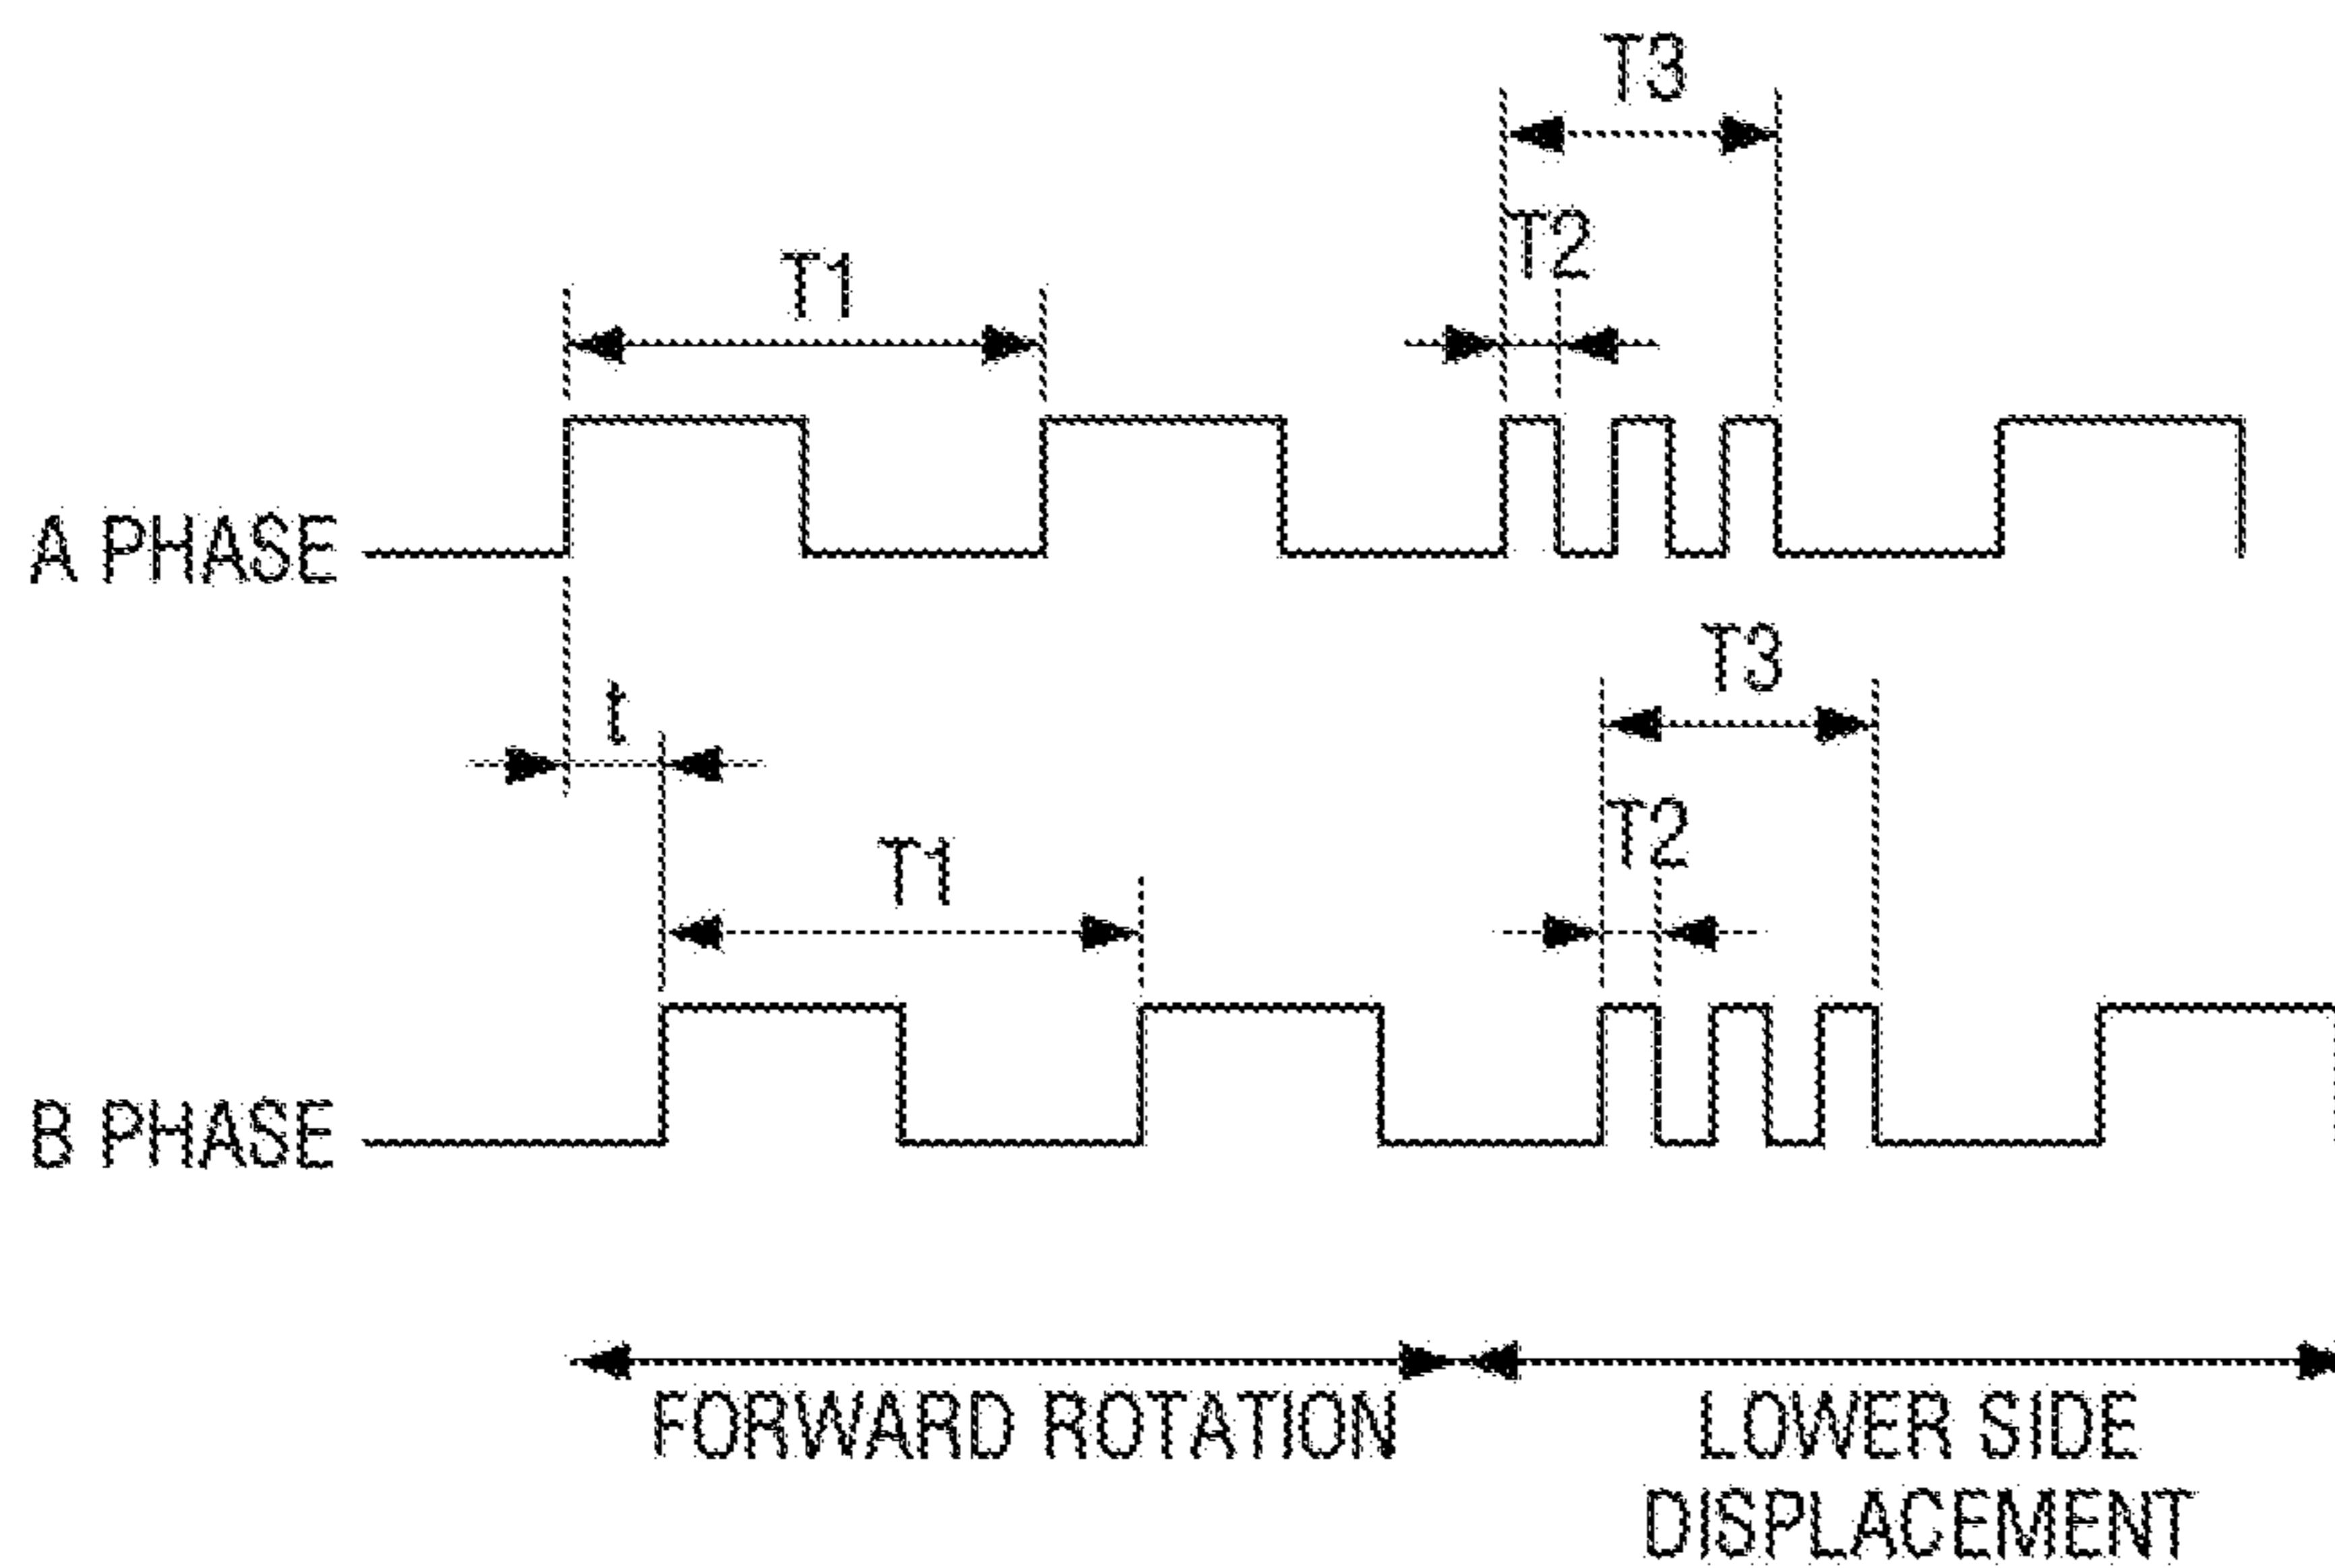 T3
T2
T1
A PHASE
T3
t
T2
T1
B PHASE
FORWARD ROTATION
LOWER SIDE
DISPLACEMENT